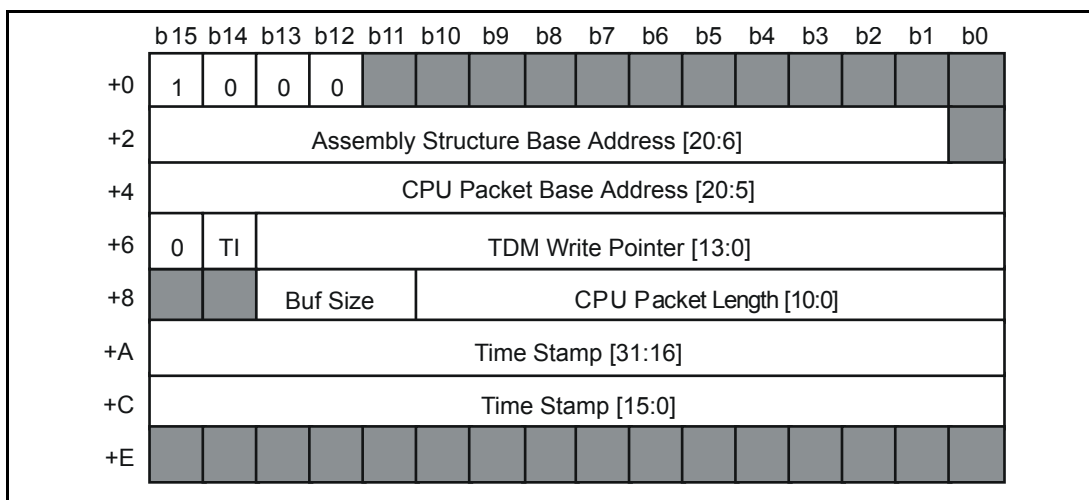 b15 b14 b13 b12 b11 b10 b9 b8 b7 b6 b5 b4 b3 b2 b1 b0
+0 1 0 0 0
+2 Assembly Structure Base Address [20:6]
+4 CPU Packet Base Address [20:5]
+6 0 TI TDM Write Pointer [13:0]
+8 Buf Size CPU Packet Length [10:0]
+A Time Stamp [31:16]
+C Time Stamp [15:0]
+E